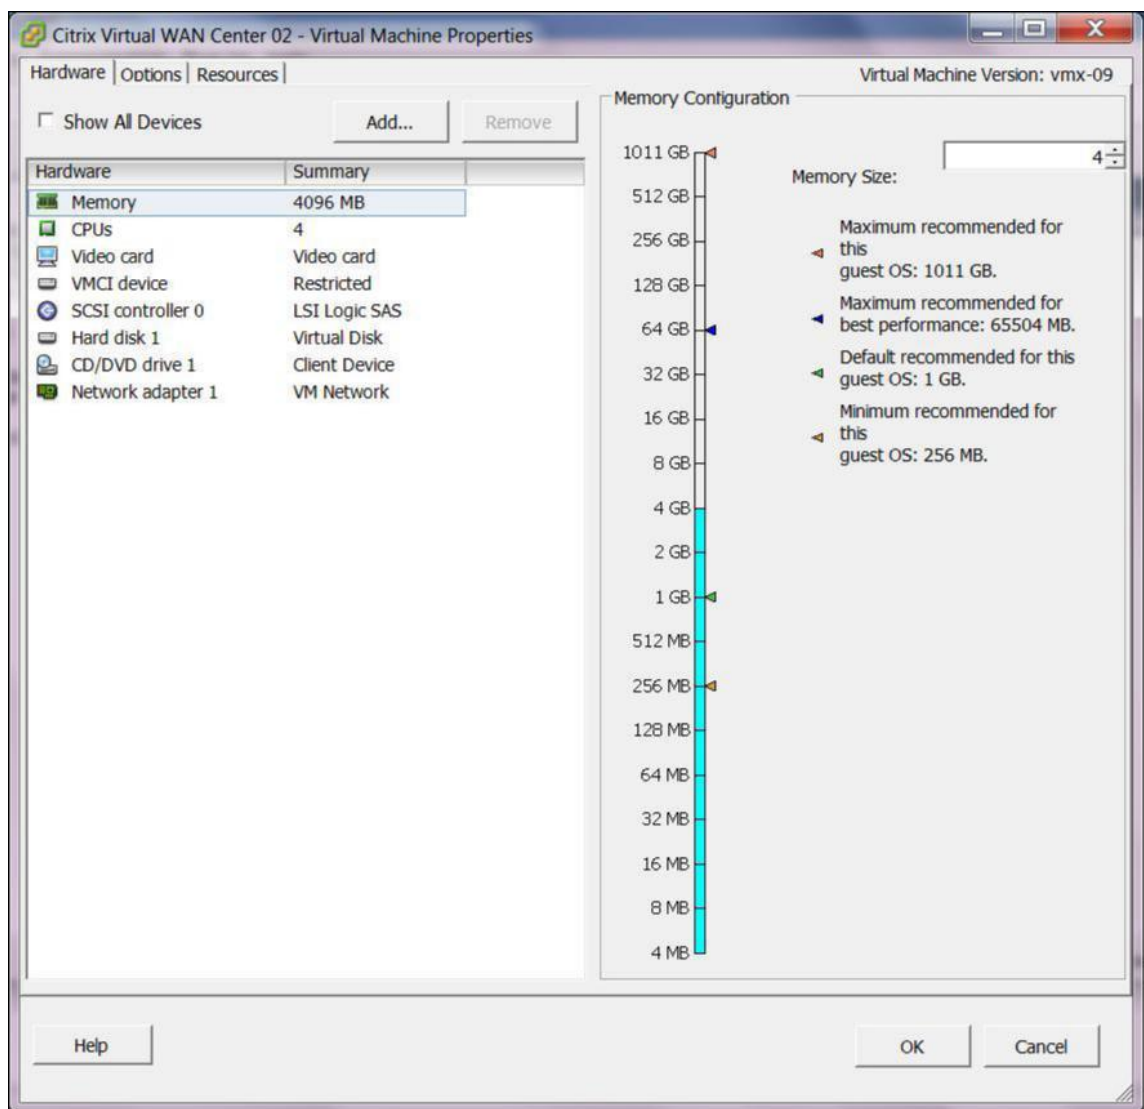 Citrix Virtual WAN Center 02 - Virtual Machine Properties
Hardware Options Resources
Virtual Machine Version: vmx-09
Show All Devices
Add...
Remove
Hardware Summary
Memory 4096 MB
CPUs 4
Video card Video card
VMCI device Restricted
SCSI controller 0 LSI Logic SAS
Hard disk 1 Virtual Disk
CD/DVD drive 1 Client Device
Network adapter 1 VM Network
Memory Configuration
1011 GB
512 GB
256 GB
128 GB
64 GB
32 GB
16 GB
8 GB
4 GB
2 GB
1 GB
512 MB
256 MB
128 MB
64 MB
32 MB
16 MB
8 MB
4 MB
4
Memory Size:
Maximum recommended for
this
guest OS: 1011 GB.
Maximum recommended for
best performance: 65504 MB.
Default recommended for this
guest OS: 1 GB.
Minimum recommended for
this
guest OS: 256 MB.
Help
OK
Cancel